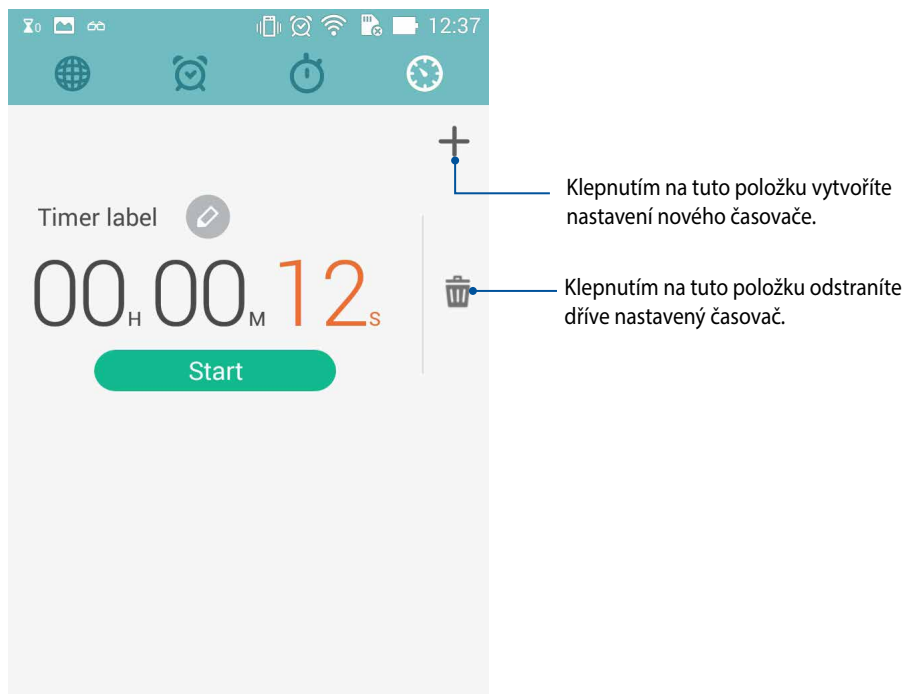 0 12:37
Klepnutím na tuto položku vytvoříte
nastavení nového časovače.
Timer label
00H 00M 12S
Klepnutím na tuto položku odstraníte
dříve nastavený časovač.
Start